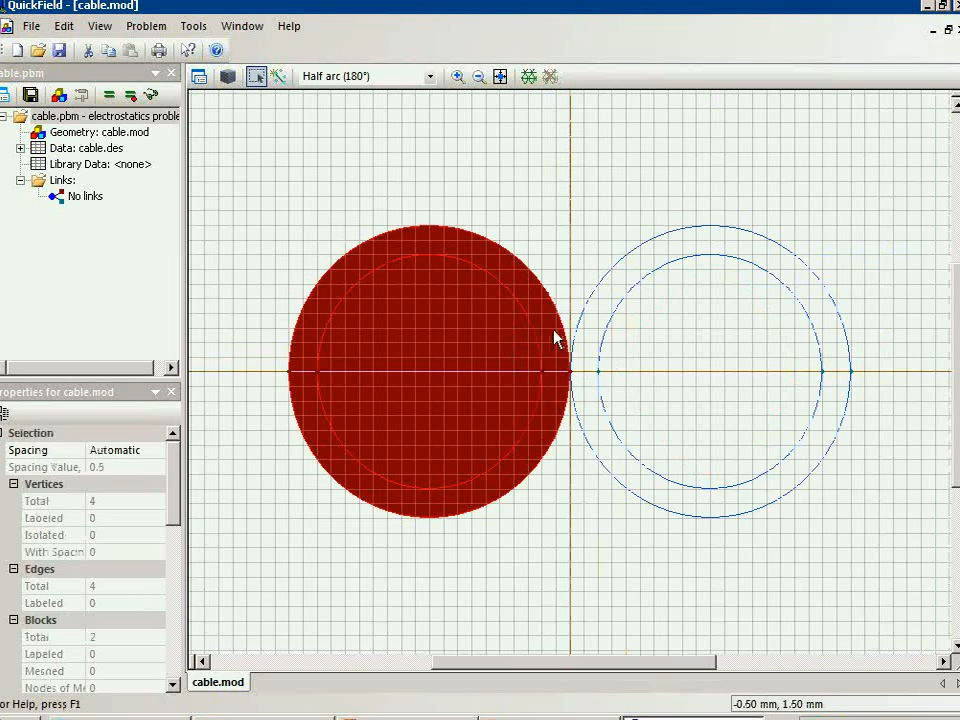 QuickField - [cable.mod]
File Edit View Problem Tools Window Help
Half arc (180°)
able.pbm
cable.pbm - electrostatics proble
Geometry: cable.mod
Data: cable.des
Library Data: <none>
Links:
No links
roperties for cable.mod
Selection
Spacing Automatic
Spacing Value, 0.5
Vertices
Total 4
Labeled 0
Isolated 0
With Spacin 0
Edges
Total 4
Labeled 0
Blocks
Total 2
Labeled 0
Meshed 0
Nodes of Me 0
cable.mod
or Help, press F1
-0.50 mm, 1.50 mm